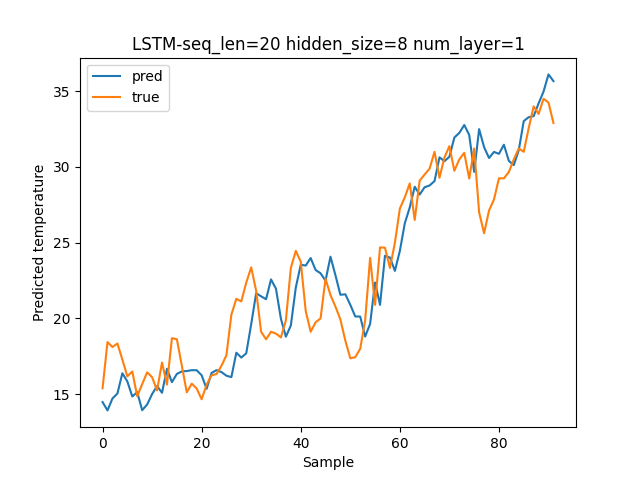 LSTM-seq_len=20 hidden_size=8 num_layer=1
pred
true
35
30
25
20
15
Predicted temperature
0
20
40
60
80
Sample